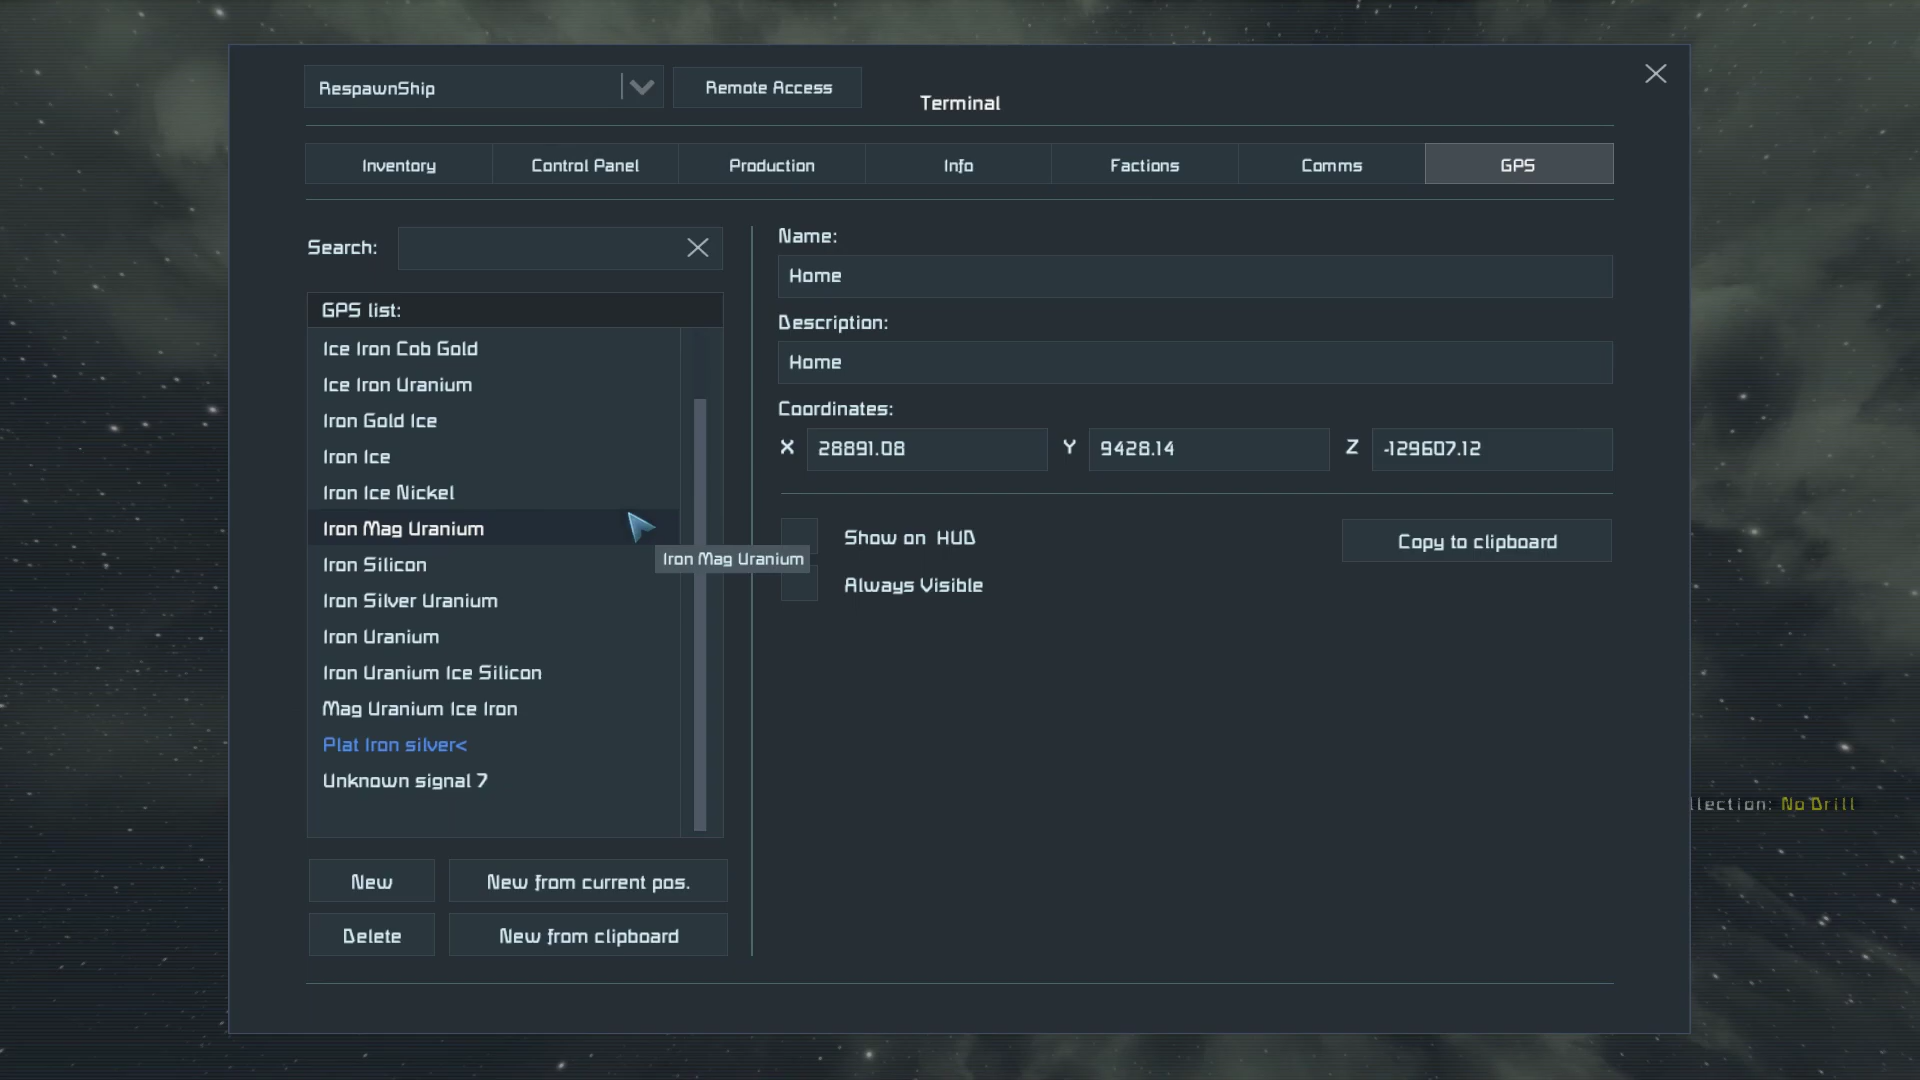 RespawnShip
Remote Access
Terminal
Inventory
Control Panel
Production
Info
Factions
Comms
GPS
Search:
GPS list:
Ice Iron Cob Gold
Ice Iron Uranium
Iron Gold Ice
Iron Ice
Iron Ice Nickel
Iron Mag Uranium
Iron Mag Uranium
Iron Silicon
Iron Silver Uranium
Iron Uranium
Iron Uranium Ice Silicon
Mag Uranium Ice Iron
Plat Iron silver<
Unknown signal 7
New
New from current pos.
Delete
New from clipboard
Name:
Home
Description:
Home
Coordinates:
X 28891.08 Y 9428.14 Z -129607.12
Show on HUD
Copy to clipboard
Always Visible
llection: No Drill